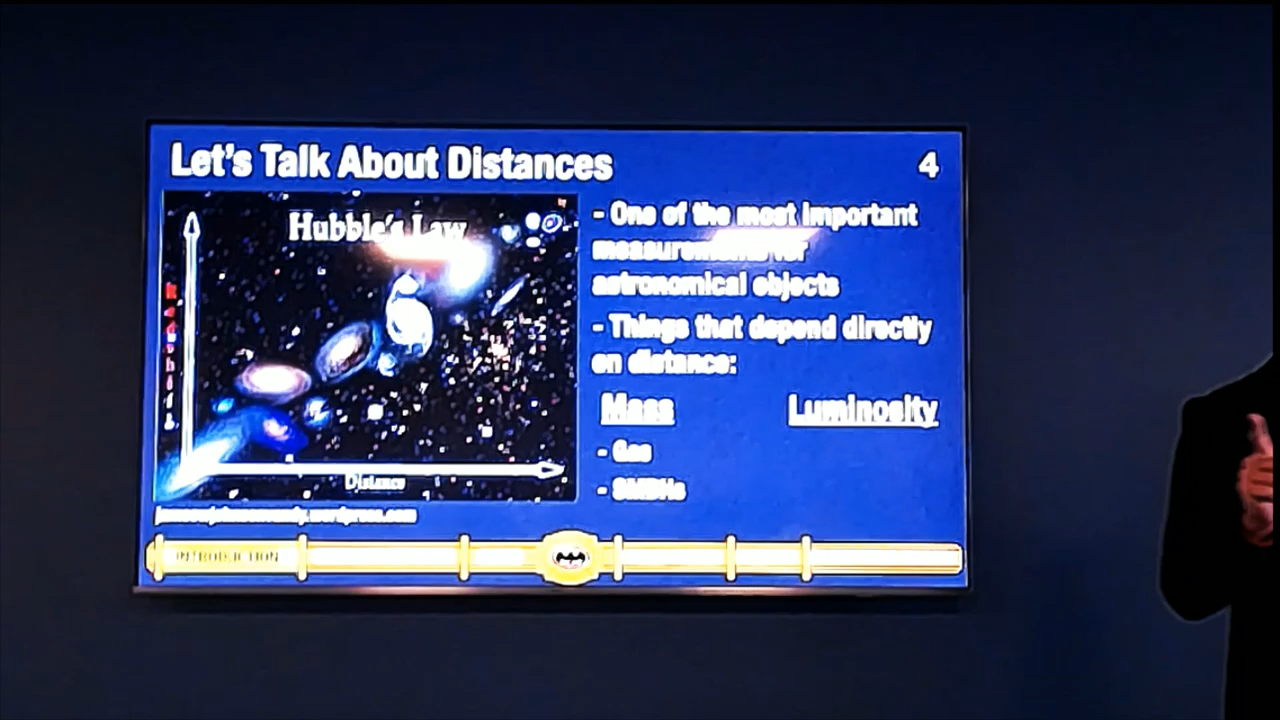 Let's Talk About Distances
4
Hubble's Law
Redshift
Distance
- One of the most important
measurements for
astronomical objects
- Things that depend directly
on distance:
Mass
Luminosity
- Gas
- SMBHs
INTRODUCTION